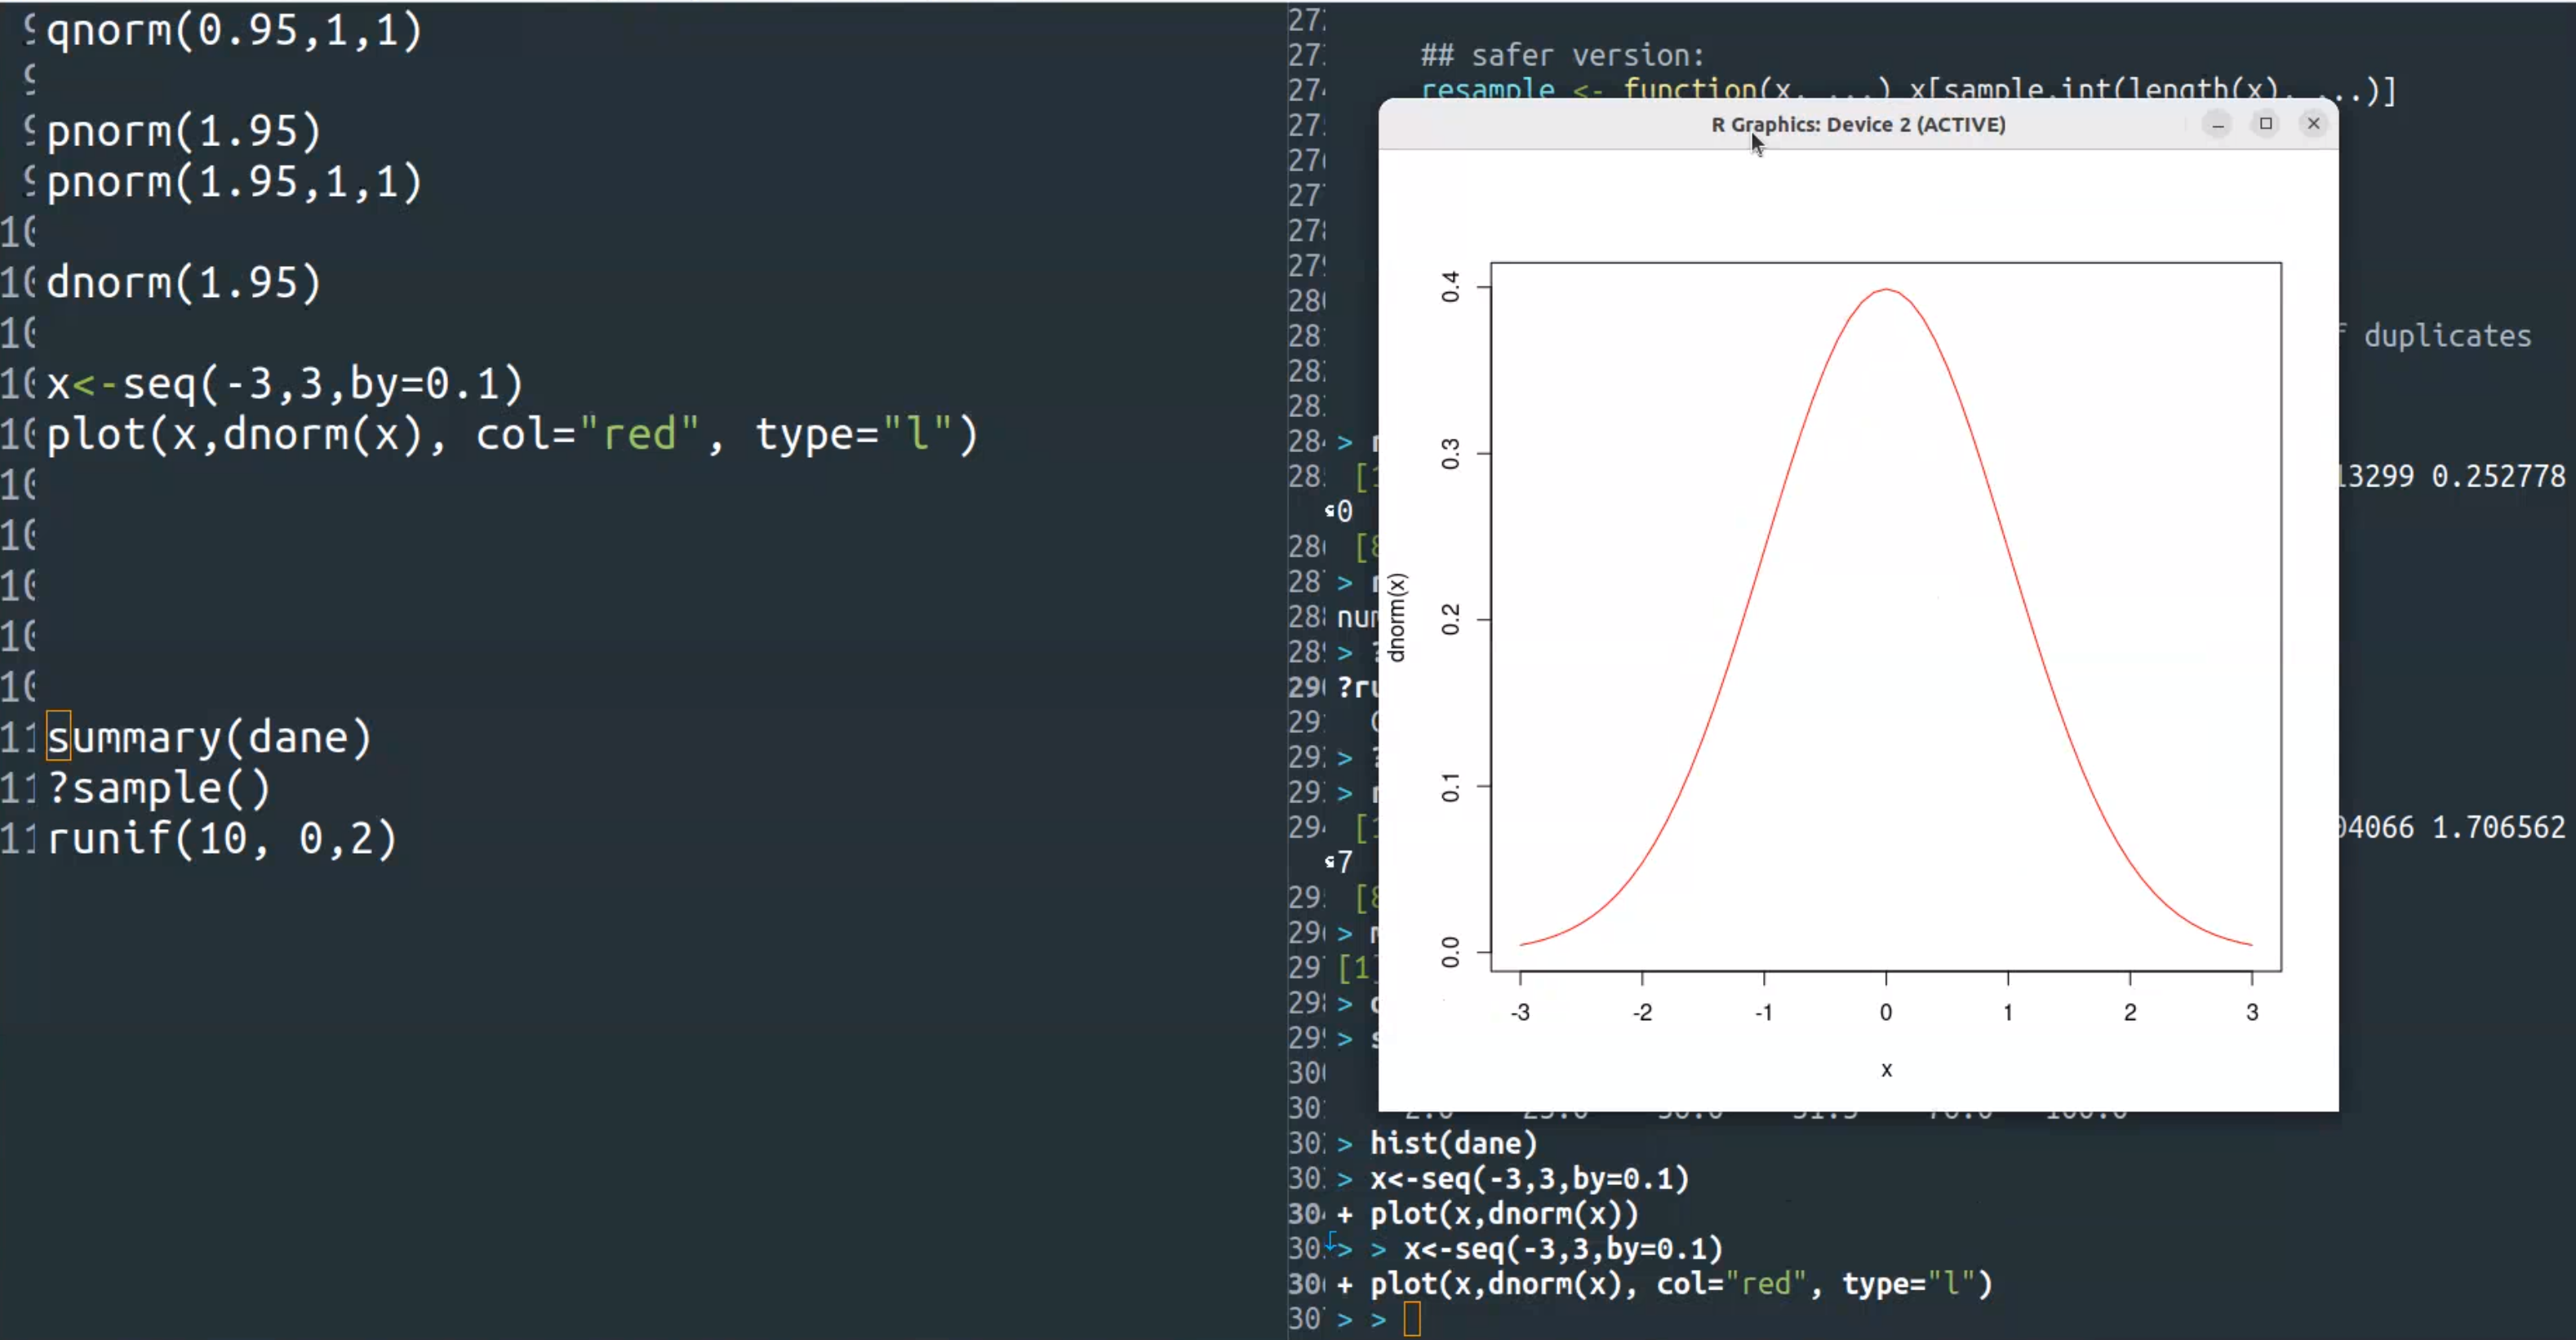 qnorm(0.95,1,1)
pnorm(1.95)
pnorm(1.95,1,1)
dnorm(1.95)
x<-seq(-3,3,by=0.1)
plot(x,dnorm(x), col="red", type="l")
summary(dane)
?sample()
runif(10, 0,2)
## safer version:
resample <- function(x, ...) x[sample.int(length(x), ...)]
R Graphics: Device 2 (ACTIVE)
duplicates
13299 0.252778
0
04066 1.706562
7
0.4
0.3
0.2
0.1
0.0
dnorm(x)
-3 -2 -1 0 1 2 3
x
> hist(dane)
> x<-seq(-3,3,by=0.1)
+ plot(x,dnorm(x))
> > x<-seq(-3,3,by=0.1)
+ plot(x,dnorm(x), col="red", type="l")
> >